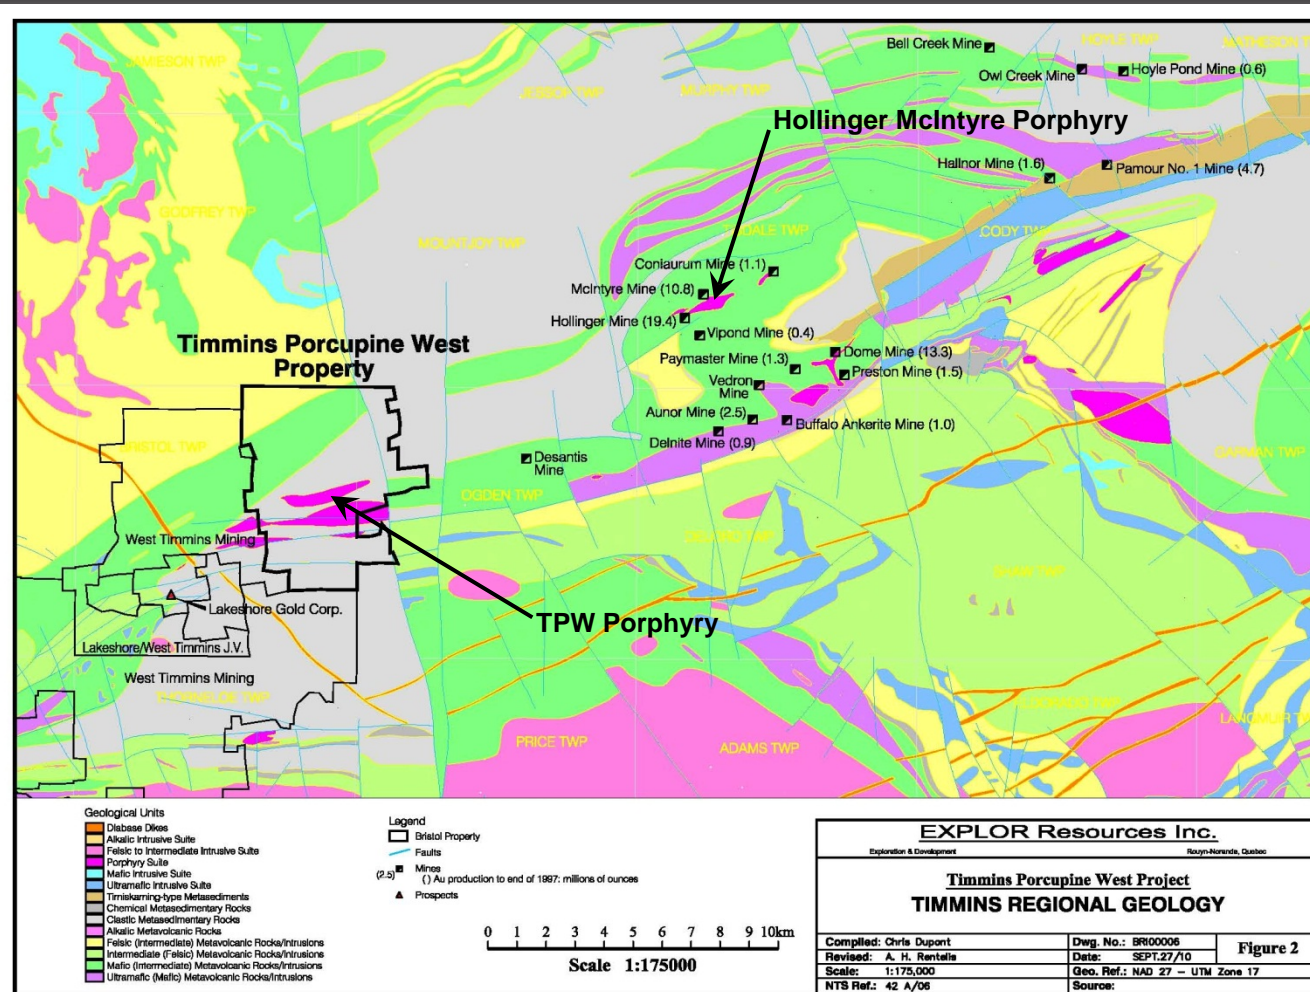 JAMIESON TWP
JESSOP TWP
MURPHY TWP
HOYLE TWP
MATHESON T
Bell Creek Mine
Owl Creek Mine
Hoyle Pond Mine (0.6)
Hollinger McIntyre Porphyry
Hallnor Mine (1.6)
Pamour No. 1 Mine (4.7)
GODFREY TWP
MOUNTJOY TWP
CODY TW
Coniaurum Mine (1.1)
McIntyre Mine (10.8)
Hollinger Mine (19.4)
Vipond Mine (0.4)
Timmins Porcupine West
Property
Paymaster Mine (1.3)
Dome Mine (13.3)
Preston Mine (1.5)
Vedron
Mine
Aunor Mine (2.5)
Buffalo Ankerite Mine (1.0)
Delnite Mine (0.9)
BRISTOL TWP
Desantis
Mine
OGDEN TWP
CARMAN TWP
DELORO TWP
SHAW TWP
West Timmins Mining
Lakeshore Gold Corp.
TPW Porphyry
Lakeshore/West Timmins J.V.
West Timmins Mining
THORNELOE TWP
ELDORADO TWP
LANGMUIR T
PRICE TWP
ADAMS TWP
Geological Units
Diabase Dikes
Alkalic Intrusive Suite
Felsic to Intermediate Intrusive Suite
Porphyry Suite
Mafic Intrusive Suite
Ultramafic Intrusive Suite
Timiskaming-type Metasediments
Chemical Metasedimentary Rocks
Clastic Metasedimentary Rocks
Alkalic Metavolcanic Rocks
Felsic (Intermediate) Metavolcanic Rocks/Intrusions
Intermediate (Felsic) Metavolcanic Rocks/Intrusions
Mafic (Intermediate) Metavolcanic Rocks/Intrusions
Ultramafic (Mafic) Metavolcanic Rocks/Intrusions
Legend
Bristol Property
Faults
(2.5) Mines
( ) Au production to end of 1997: millions of ounces
Prospects
0 1 2 3 4 5 6 7 8 9 10km
Scale 1:175000
EXPLOR Resources Inc.
Exploration & Development Rouyn-Noranda, Quebec
Timmins Porcupine West Project
TIMMINS REGIONAL GEOLOGY
Compiled: Chris Dupont Dwg. No.: BRI00006 Figure 2
Revised: A. H. Rentelis Date: SEPT.27/10
Scale: 1:175,000 Geo. Ref.: NAD 27 – UTM Zone 17
NTS Ref.: 42 A/06 Source: